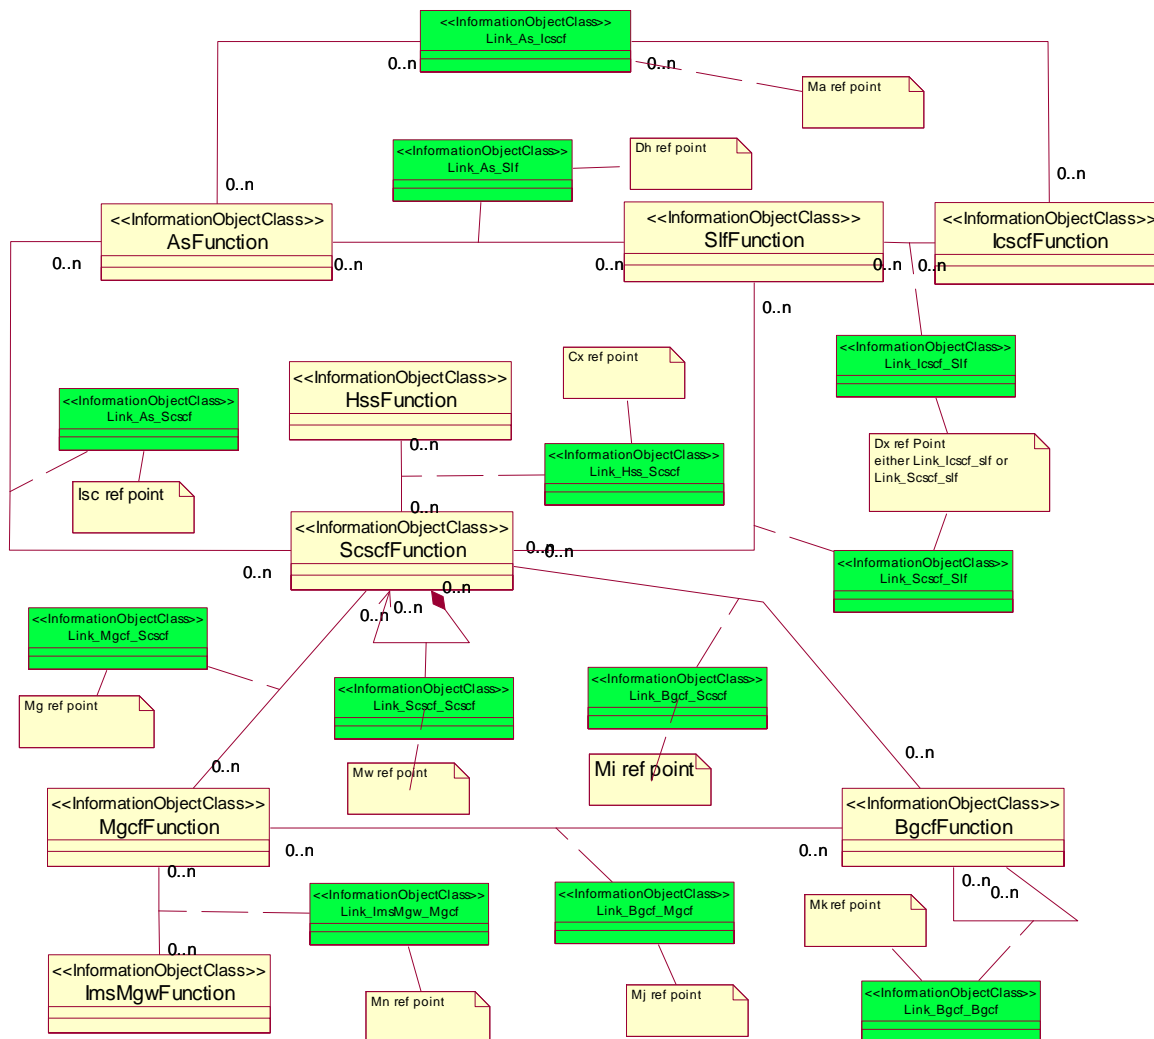 <<InformationObjectClass>>
Link_As_Icscf
0..n
0..n
Ma ref point
<<InformationObjectClass>>
Link_As_Slf
Dh ref point
0..n
0..n
<<InformationObjectClass>>
AsFunction
<<InformationObjectClass>>
SlfFunction
<<InformationObjectClass>>
IcscfFunction
0..n
0..n
0..n
0..n
0..n
0..n
<<InformationObjectClass>>
Link_Icscf_Slf
Cx ref point
<<InformationObjectClass>>
HssFunction
<<InformationObjectClass>>
Link_As_Scscf
0..n
<<InformationObjectClass>>
Link_Hss_Scscf
Dx ref Point
either Link_Icscf_slf or
Link_Scscf_slf
Isc ref point
0..n
<<InformationObjectClass>>
ScscfFunction
0..n
0..n
<<InformationObjectClass>>
Link_Scscf_Slf
0..n
0..n
0..n
0..n
<<InformationObjectClass>>
Link_Mgcf_Scscf
<<InformationObjectClass>>
Link_Scscf_Scscf
<<InformationObjectClass>>
Link_Bgcf_Scscf
Mg ref point
Mw ref point
Mi ref point
0..n
0..n
<<InformationObjectClass>>
MgcfFunction
<<InformationObjectClass>>
BgcfFunction
0..n
0..n
0..n
0..n
0..n
<<InformationObjectClass>>
Link_ImsMgw_Mgcf
<<InformationObjectClass>>
Link_Bgcf_Mgcf
Mk ref point
0..n
<<InformationObjectClass>>
ImsMgwFunction
Mn ref point
Mj ref point
<<InformationObjectClass>>
Link_Bgcf_Bgcf